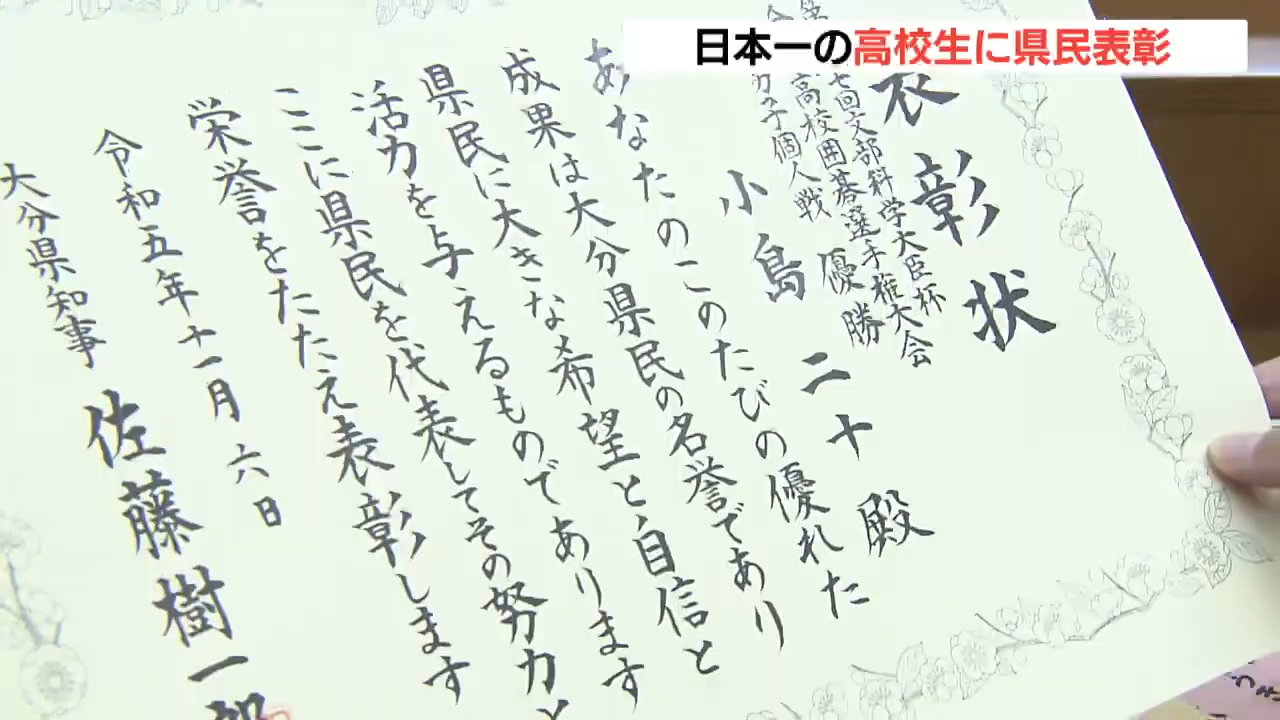 日本一の高校生に県民表彰
表彰状
七回文部科学大臣杯
高校囲碁選手権大会
男子個人戦 優勝
小島 二十 殿
あなたのこのたびの優れた
成果は大分県民の名誉であり
県民に大きな希望と自信と
活力を与えるものであります
ここに県民を代表してその努力と
栄誉をたたえ表彰します
令和五年十一月六日
大分県知事 佐藤樹一郎